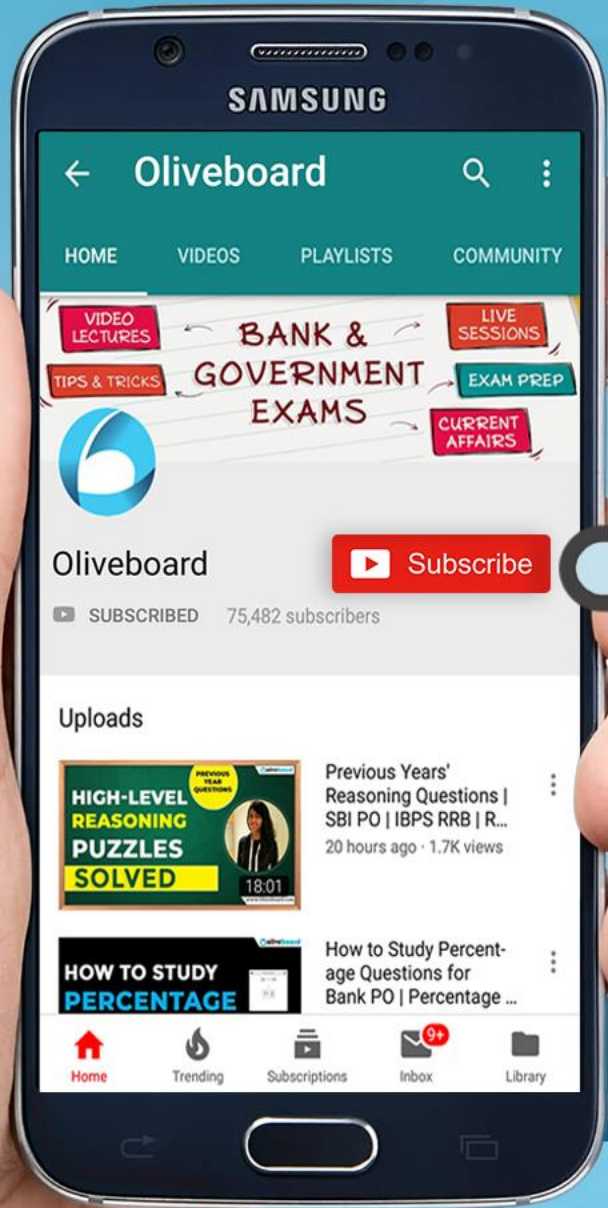 SAMSUNG
Oliveboard
HOME VIDEOS PLAYLISTS COMMUNITY
VIDEO
LECTURES
TIPS & TRICKS
BANK &
GOVERNMENT
EXAMS
LIVE
SESSIONS
EXAM PREP
CURRENT
AFFAIRS
Oliveboard
Subscribe
SUBSCRIBED 75,482 subscribers
Uploads
PREVIOUS
YEAR
QUESTIONS
HIGH-LEVEL
REASONING
PUZZLES
SOLVED
18:01
Previous Years'
Reasoning Questions |
SBI PO | IBPS RRB | R...
20 hours ago · 1.7K views
HOW TO STUDY
PERCENTAGE
How to Study Percent-
age Questions for
Bank PO | Percentage ...
9+
Home Trending Subscriptions Inbox Library